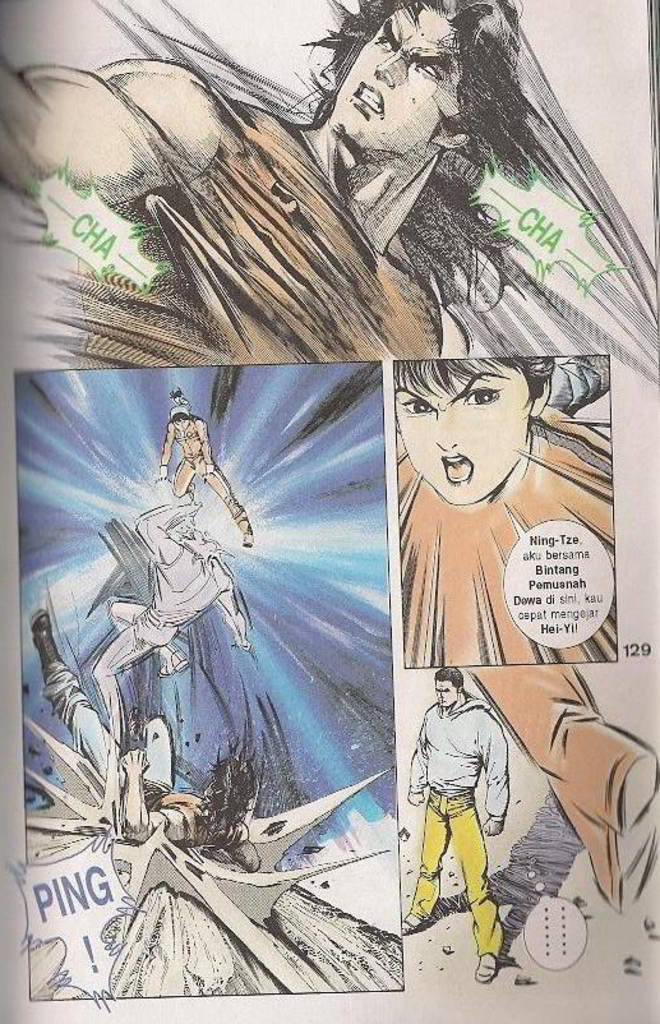 CHA
CHA
PING
!
Ning-Tze,
aku bersama
Bintang
Pemusnah
Dewa di sini, kau
cepat mengejar
Hei-Yi!
129